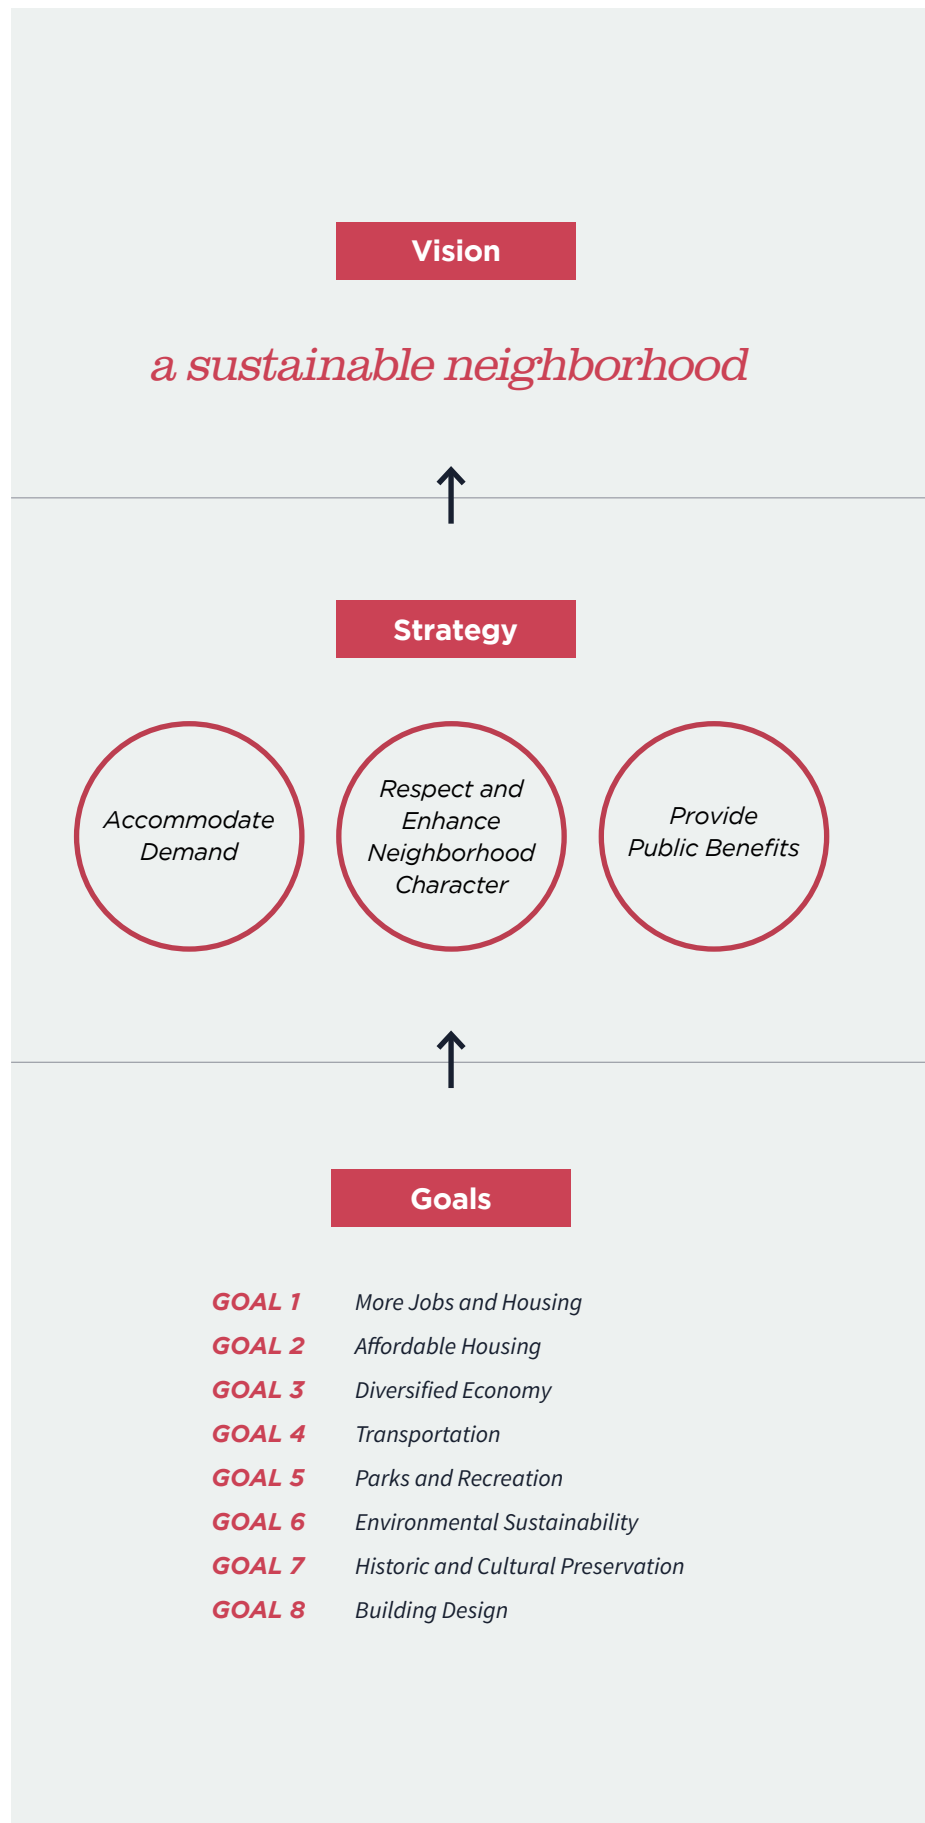 Vision
a sustainable neighborhood
Strategy
Accommodate
Demand
Respect and
Enhance
Neighborhood
Character
Provide
Public Benefits
Goals
GOAL 1 More Jobs and Housing
GOAL 2 Affordable Housing
GOAL 3 Diversified Economy
GOAL 4 Transportation
GOAL 5 Parks and Recreation
GOAL 6 Environmental Sustainability
GOAL 7 Historic and Cultural Preservation
GOAL 8 Building Design